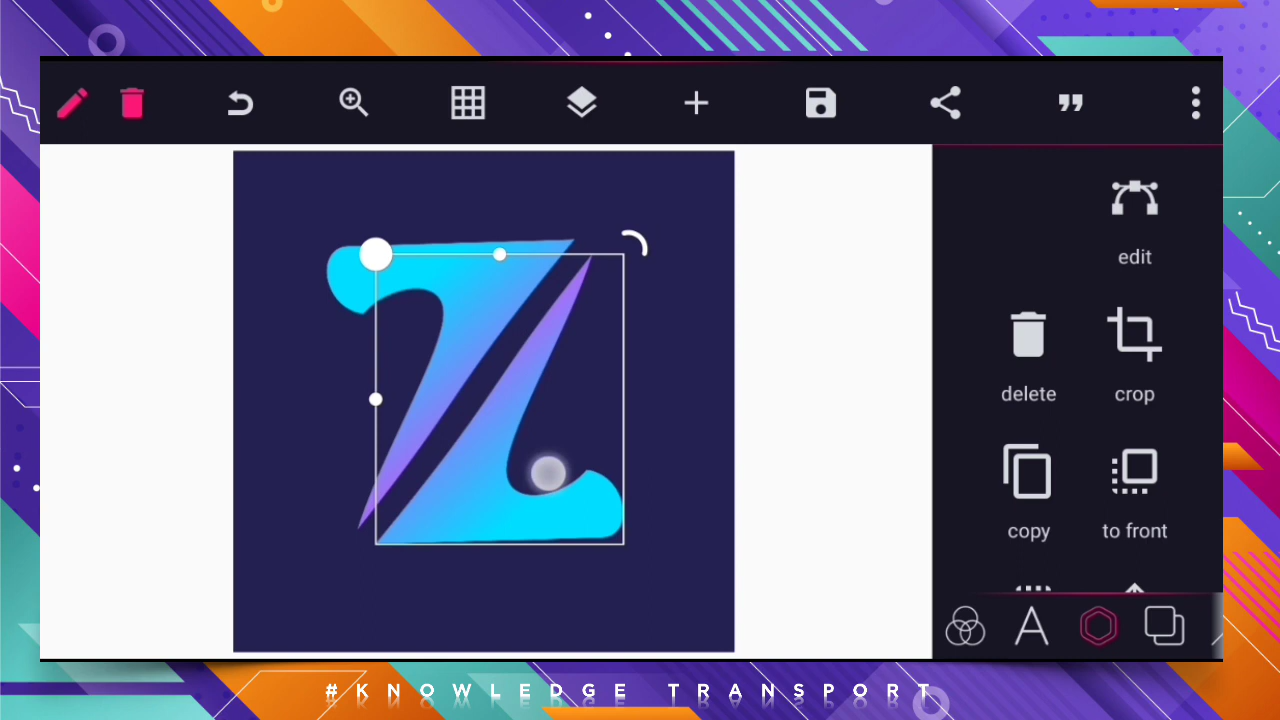 edit
delete
crop
copy
to front
#KNOWLEDGE TRANSPORT